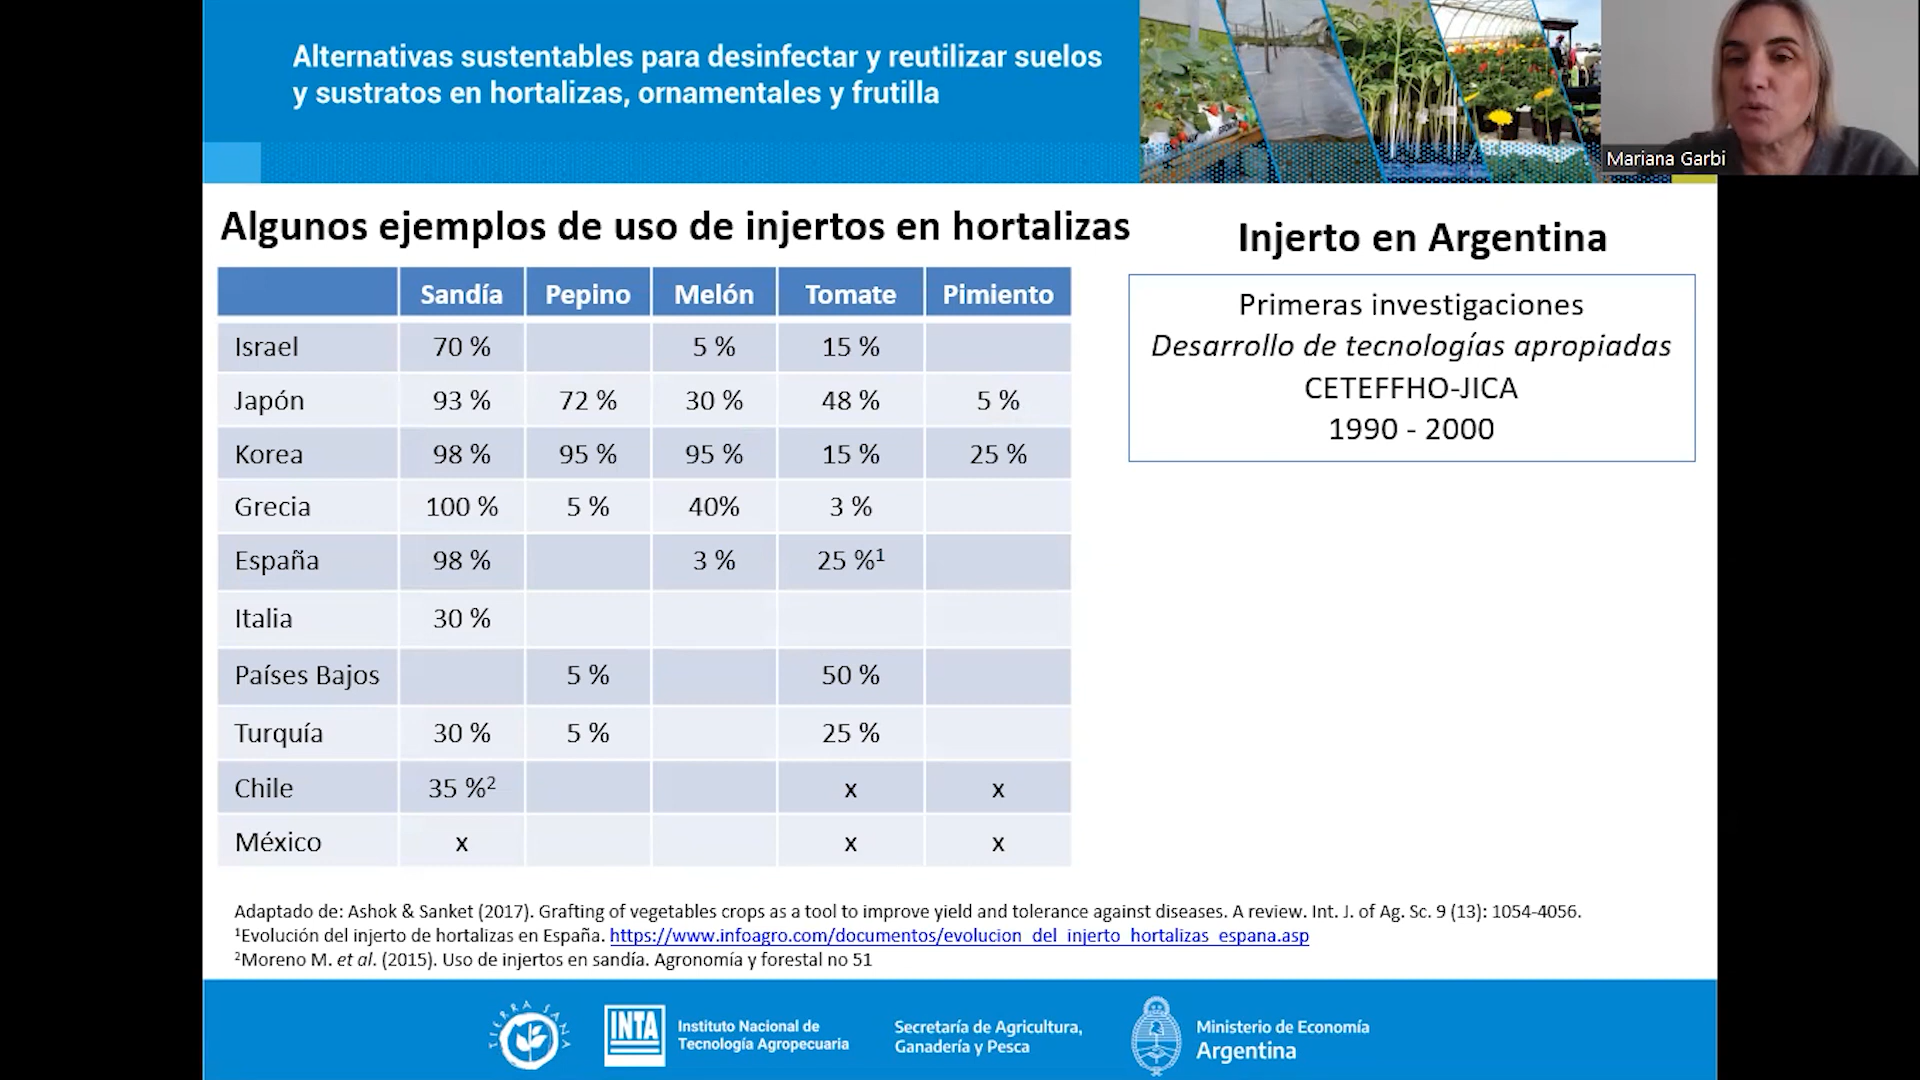 Alternativas sustentables para desinfectar y reutilizar suelos
y sustratos en hortalizas, ornamentales y frutilla
Mariana Garbi
Algunos ejemplos de uso de injertos en hortalizas
Sandía Pepino Melón Tomate Pimiento
Israel 70 % 5 % 15 %
Japón 93 % 72 % 30 % 48 % 5 %
Korea 98 % 95 % 95 % 15 % 25 %
Grecia 100 % 5 % 40% 3 %
España 98 % 3 % 25 %¹
Italia 30 %
Países Bajos 5 % 50 %
Turquía 30 % 5 % 25 %
Chile 35 %² x x
México x x x
Injerto en Argentina
Primeras investigaciones
Desarrollo de tecnologías apropiadas
CETEFFHO-JICA
1990 - 2000
Adaptado de: Ashok & Sanket (2017). Grafting of vegetables crops as a tool to improve yield and tolerance against diseases. A review. Int. J. of Ag. Sc. 9 (13): 1054-4056.
¹Evolución del injerto de hortalizas en España. https://www.infoagro.com/documentos/evolucion_del_injerto_hortalizas_espana.asp
²Moreno M. et al. (2015). Uso de injertos en sandía. Agronomía y forestal no 51
TIERRA SANA
INTA
Instituto Nacional de
Tecnología Agropecuaria
Secretaría de Agricultura,
Ganadería y Pesca
Ministerio de Economía
Argentina